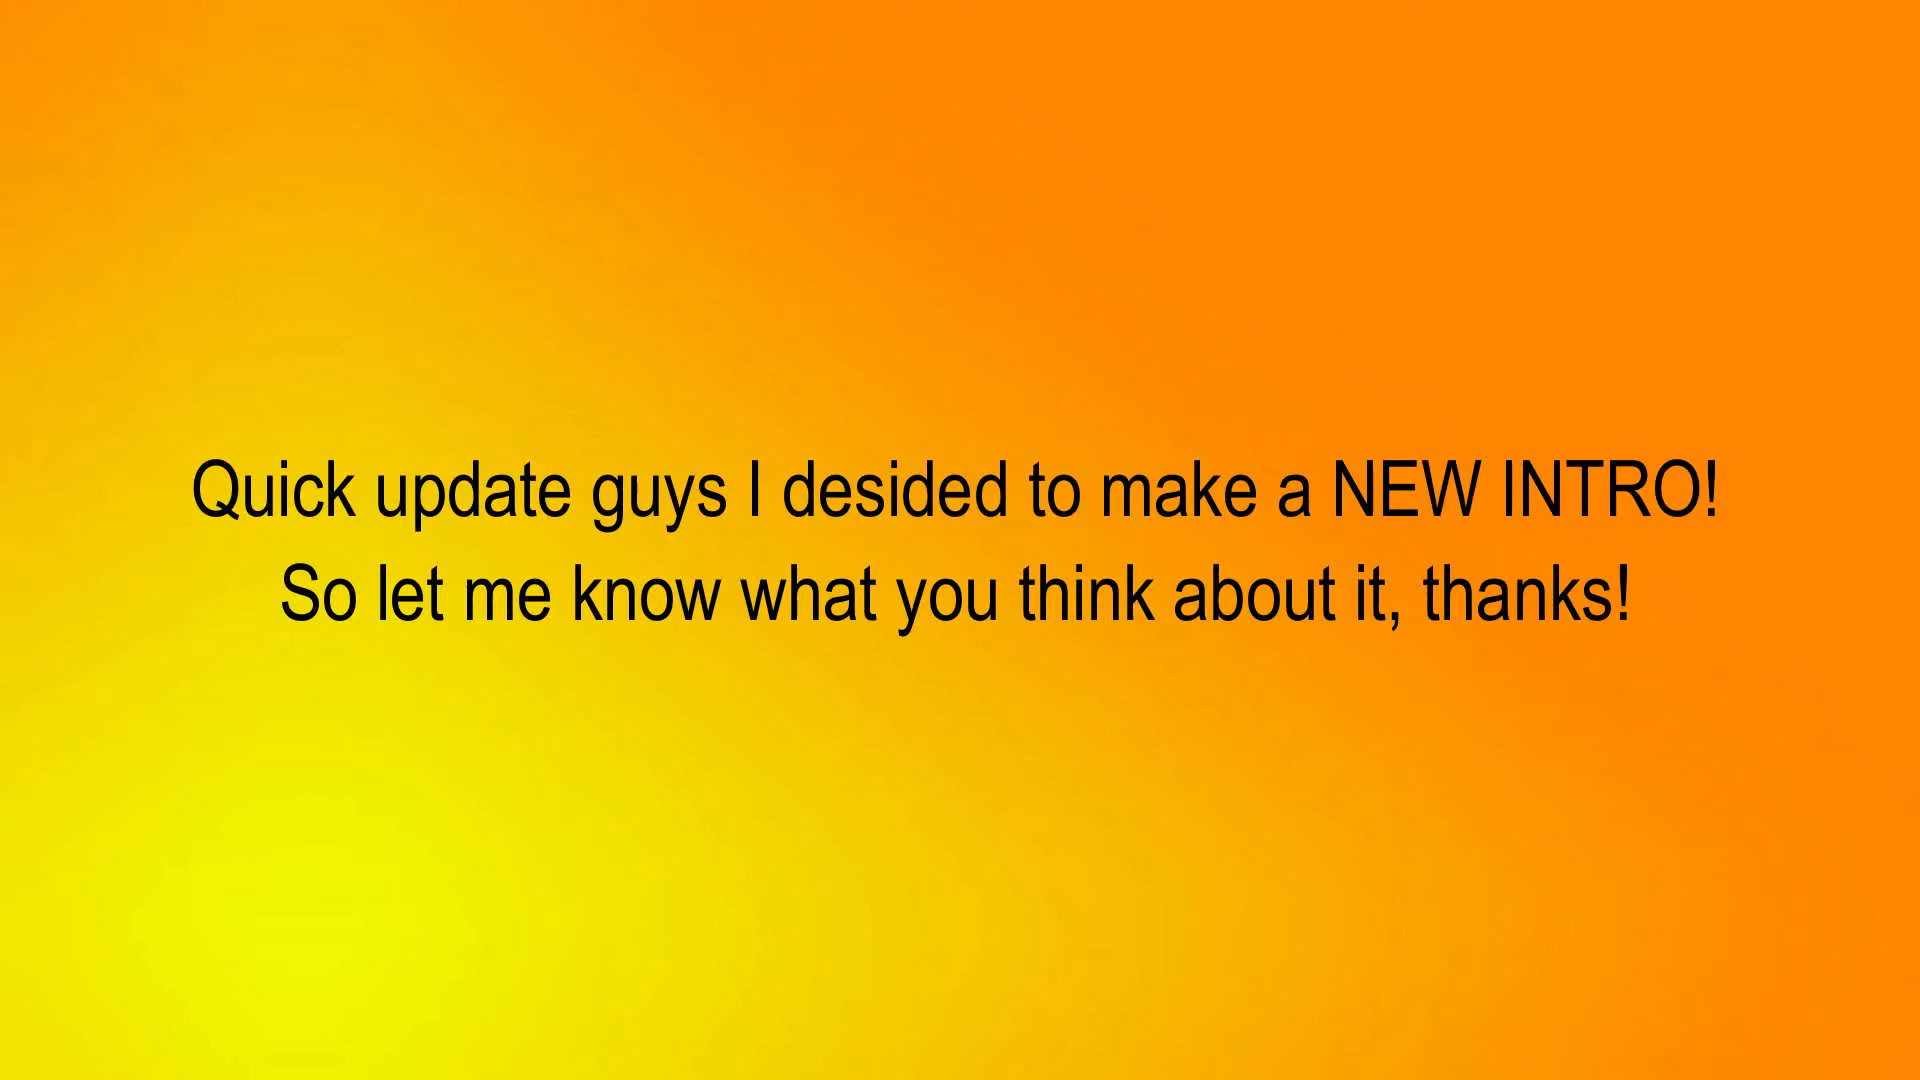 Quick update guys I desided to make a NEW INTRO!
So let me know what you think about it, thanks!